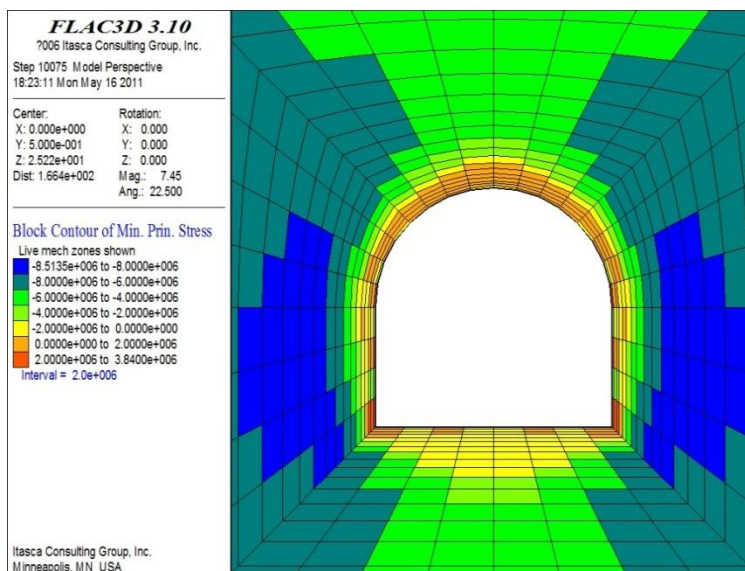 FLAC3D 3.10
?006 Itasca Consulting Group, Inc.
Step 10075 Model Perspective
18:23:11 Mon May 16 2011
Center: Rotation:
X: 0.000e+000 X: 0.000
Y: 5.000e-001 Y: 0.000
Z: 2.522e+001 Z: 0.000
Dist: 1.664e+002 Mag.: 7.45
Ang.: 22.500
Block Contour of Min. Prin. Stress
Live mech zones shown
-8.5135e+006 to -8.0000e+006
-8.0000e+006 to -6.0000e+006
-6.0000e+006 to -4.0000e+006
-4.0000e+006 to -2.0000e+006
-2.0000e+006 to 0.0000e+000
0.0000e+000 to 2.0000e+006
2.0000e+006 to 3.8400e+006
Interval = 2.0e+006
Itasca Consulting Group, Inc.
Minneapolis, MN USA